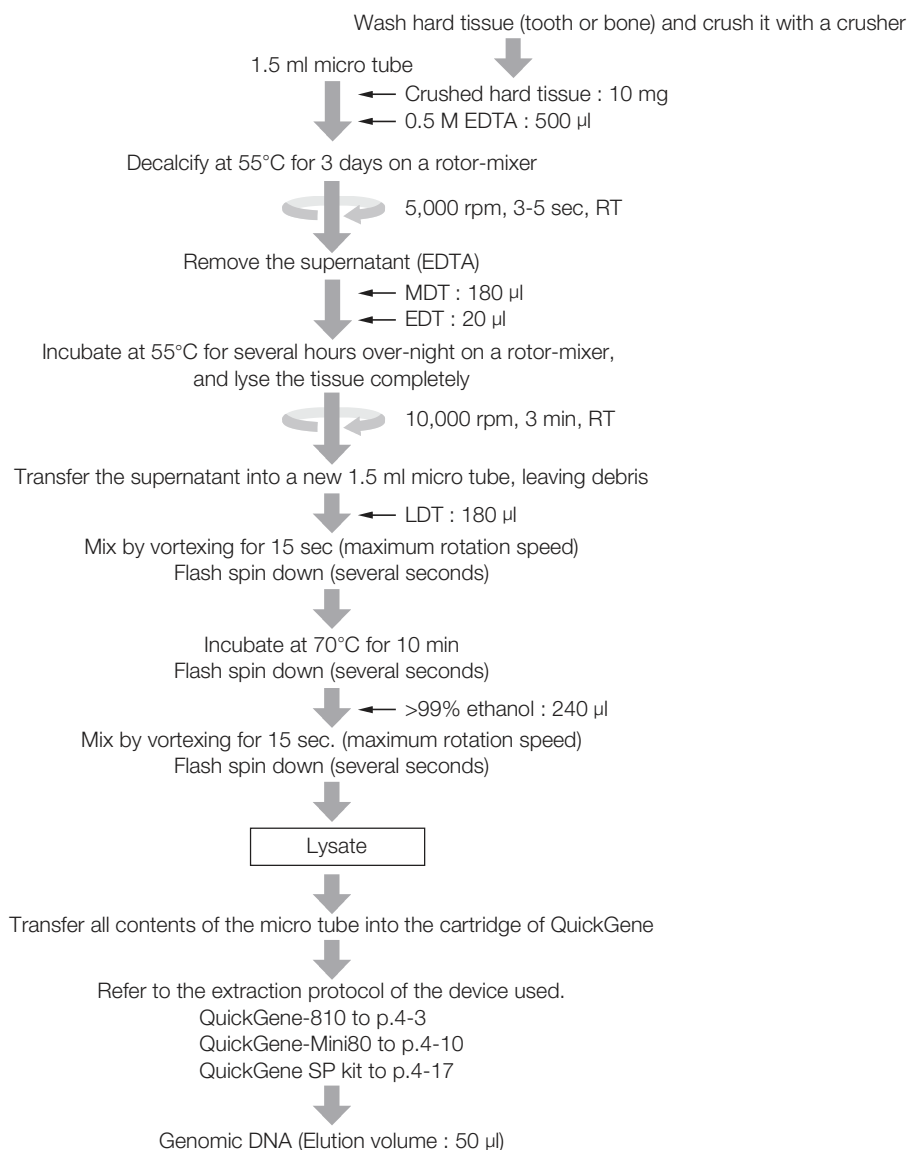 Wash hard tissue (tooth or bone) and crush it with a crusher
1.5 ml micro tube
Crushed hard tissue : 10 mg
0.5 M EDTA : 500 µl
Decalcify at 55°C for 3 days on a rotor-mixer
5,000 rpm, 3-5 sec, RT
Remove the supernatant (EDTA)
MDT : 180 µl
EDT : 20 µl
Incubate at 55°C for several hours over-night on a rotor-mixer,
and lyse the tissue completely
10,000 rpm, 3 min, RT
Transfer the supernatant into a new 1.5 ml micro tube, leaving debris
LDT : 180 µl
Mix by vortexing for 15 sec (maximum rotation speed)
Flash spin down (several seconds)
Incubate at 70°C for 10 min
Flash spin down (several seconds)
>99% ethanol : 240 µl
Mix by vortexing for 15 sec. (maximum rotation speed)
Flash spin down (several seconds)
Lysate
Transfer all contents of the micro tube into the cartridge of QuickGene
Refer to the extraction protocol of the device used.
QuickGene-810 to p.4-3
QuickGene-Mini80 to p.4-10
QuickGene SP kit to p.4-17
Genomic DNA (Elution volume : 50 µl)